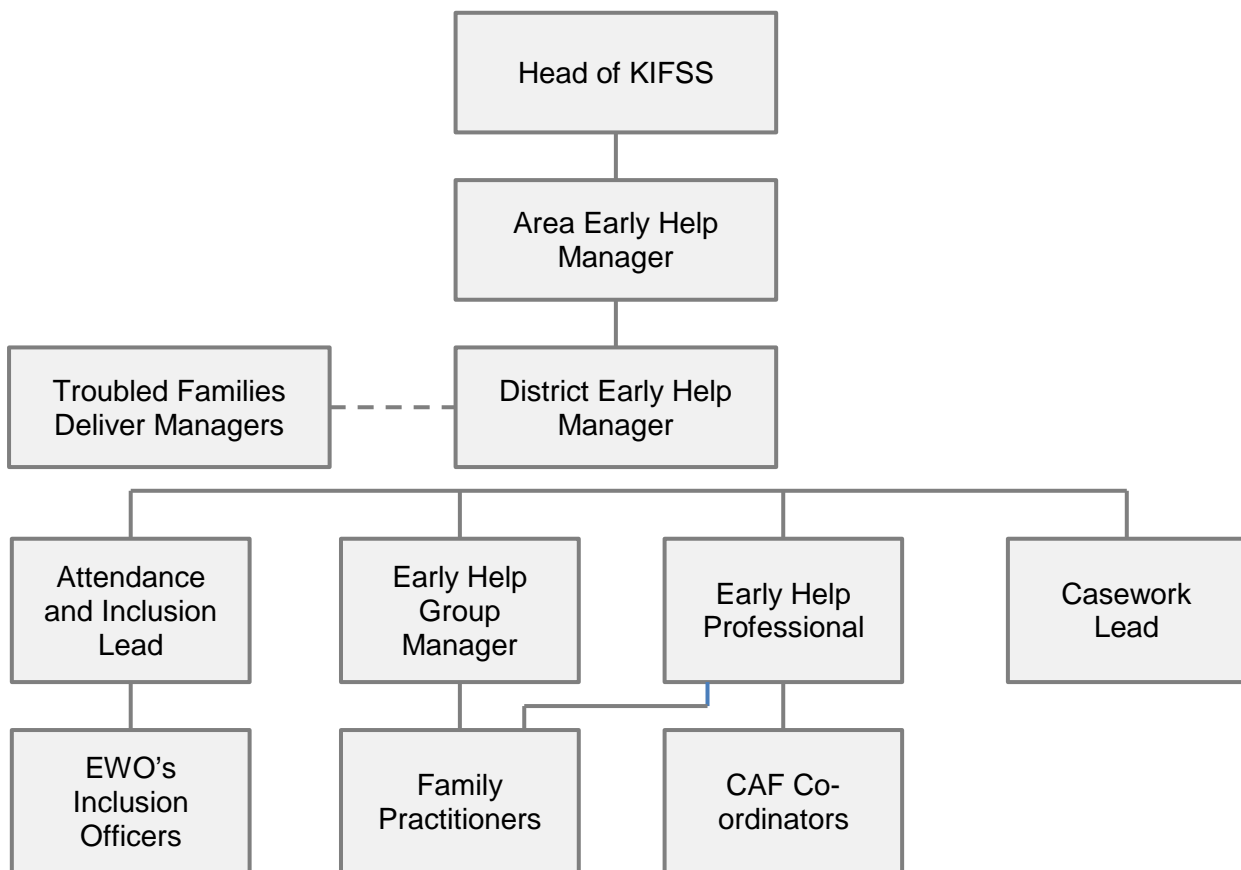 Head of KIFSS
Area Early Help
Manager
Troubled Families
Deliver Managers
District Early Help
Manager
Attendance
and Inclusion
Lead
Early Help
Group
Manager
Early Help
Professional
Casework
Lead
EWO’s
Inclusion
Officers
Family
Practitioners
CAF Co-
ordinators